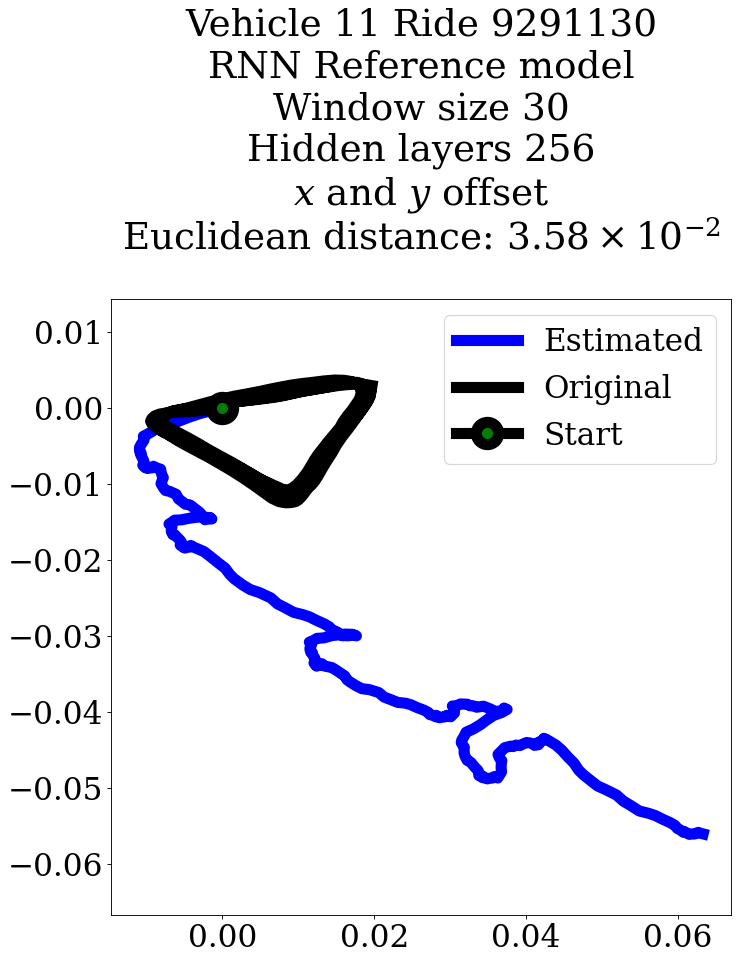 Vehicle 11 Ride 9291130
RNN Reference model
Window size 30
Hidden layers 256
x and y offset
Euclidean distance: 3.58 × 10⁻²
Estimated
Original
Start
0.01
0.00
−0.01
−0.02
−0.03
−0.04
−0.05
−0.06
0.00 0.02 0.04 0.06